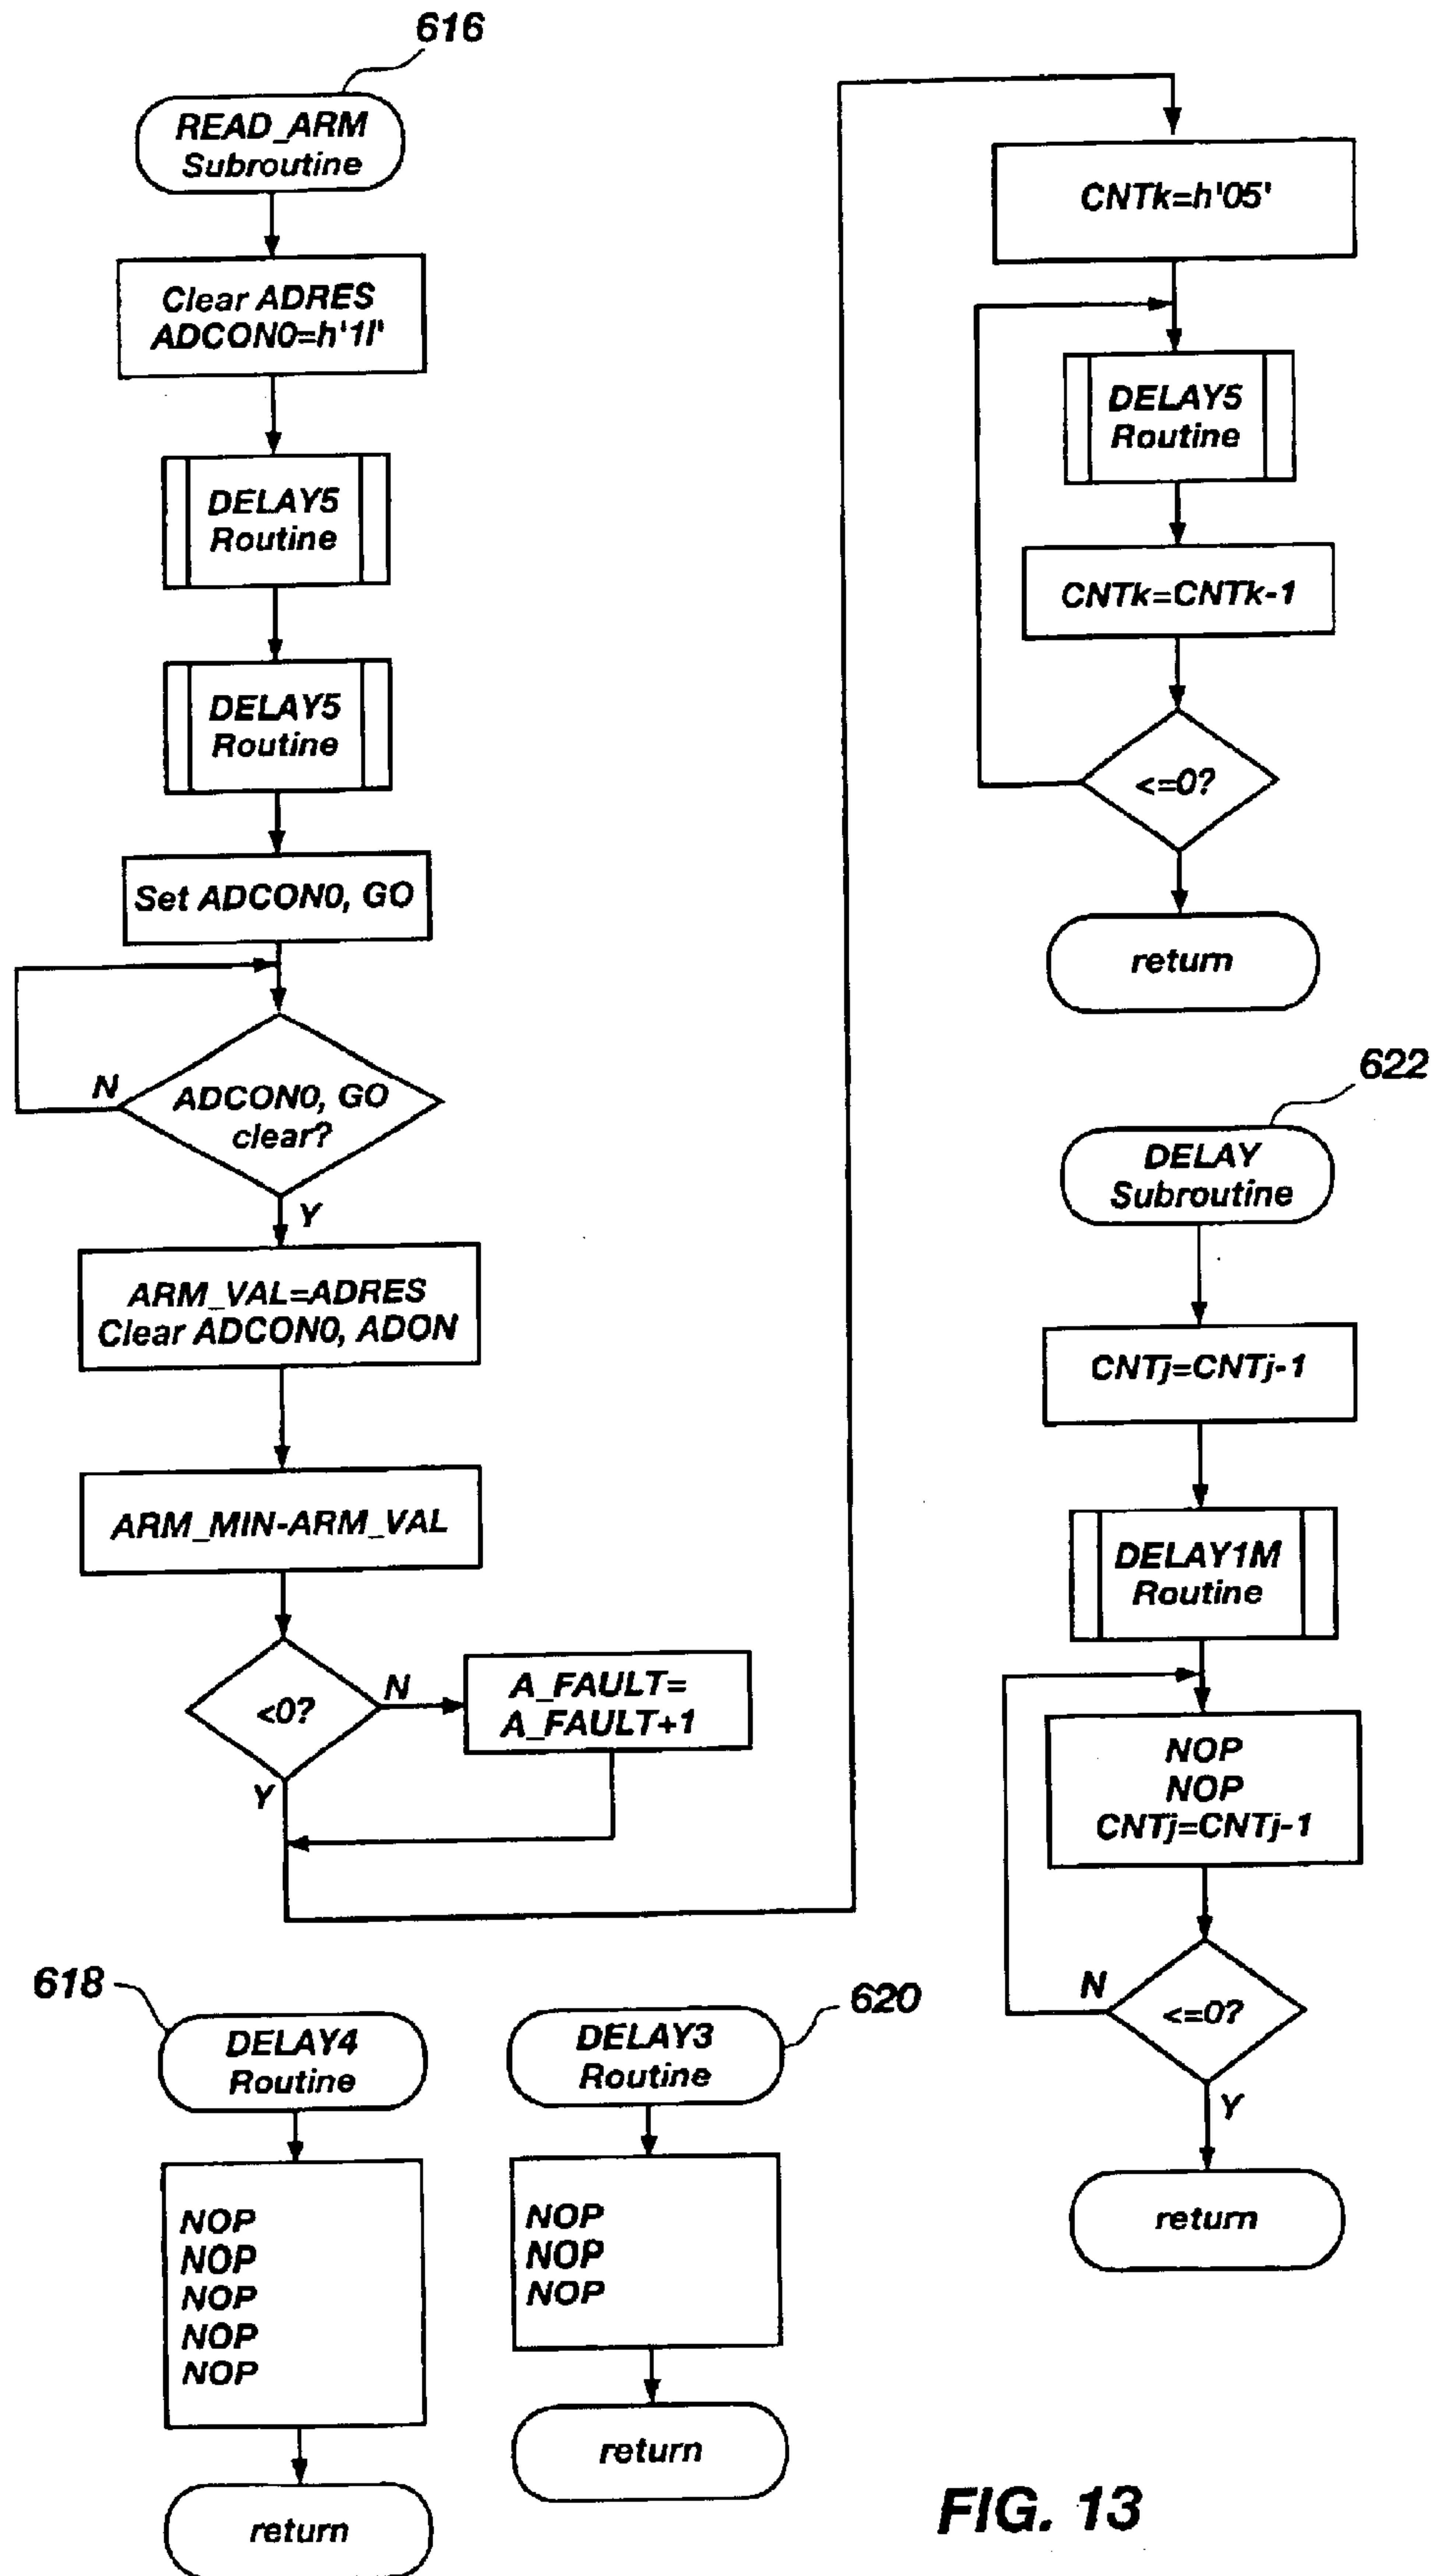 616
READ_ARM
Subroutine
Clear ADRES
ADCON0=h'1I'
DELAY5
Routine
DELAY5
Routine
Set ADCON0, GO
N
ADCON0, GO
clear?
Y
ARM_VAL=ADRES
Clear ADCON0, ADON
ARM_MIN-ARM_VAL
<0?
N
A_FAULT=
A_FAULT+1
Y
CNTk=h'05'
DELAY5
Routine
CNTk=CNTk-1
<=0?
return
622
DELAY
Subroutine
CNTj=CNTj-1
DELAY1M
Routine
NOP
NOP
CNTj=CNTj-1
N
<=0?
Y
return
618
DELAY4
Routine
NOP
NOP
NOP
NOP
NOP
return
620
DELAY3
Routine
NOP
NOP
NOP
return
FIG. 13